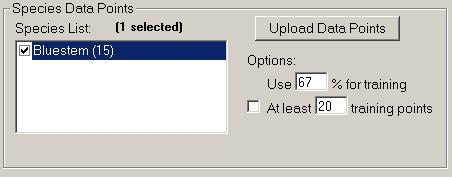 Species Data Points
Species List: (1 selected)
Bluestem (15)
Upload Data Points
Options:
Use 67 % for training
At least 20 training points